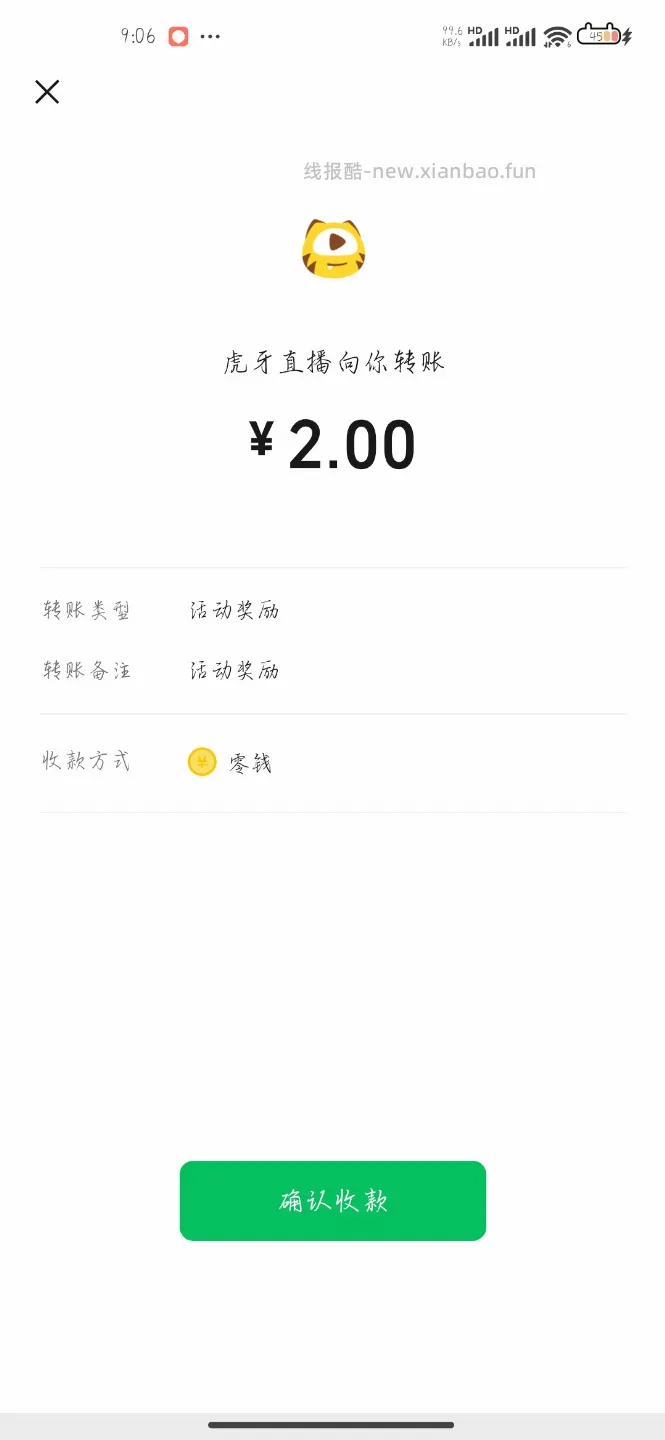 9:06
99.6 KB/s HD HD 6 45
线报酷-new.xianbao.fun
虎牙直播向你转账
¥2.00
转账类型 活动奖励
转账备注 活动奖励
收款方式 ¥ 零钱
确认收款